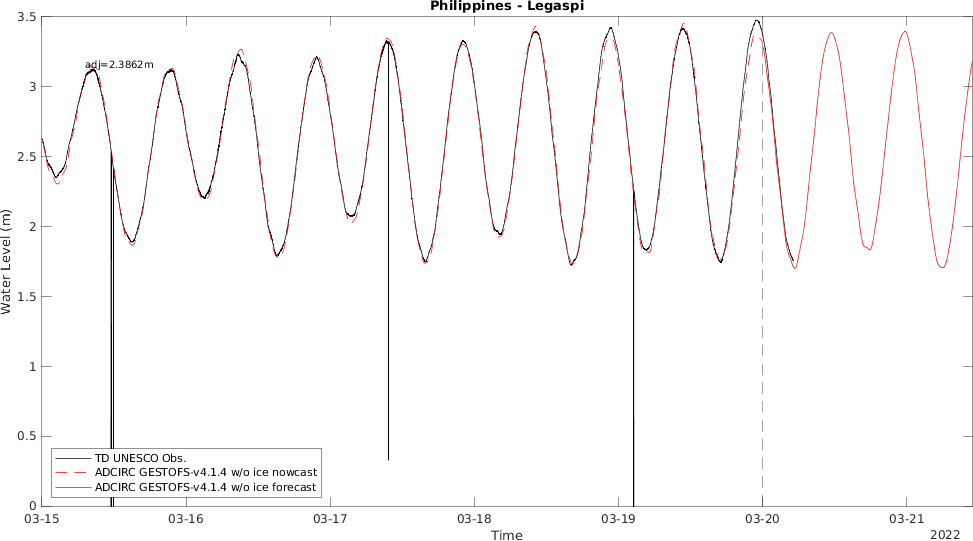 Philippines - Legaspi
3.5
adj=2.3862m
3
2.5
2
1.5
1
0.5
0
Water Level (m)
TD UNESCO Obs.
ADCIRC GESTOFS-v4.1.4 w/o ice nowcast
ADCIRC GESTOFS-v4.1.4 w/o ice forecast
03-15 03-16 03-17 03-18 03-19 03-20 03-21
Time
2022